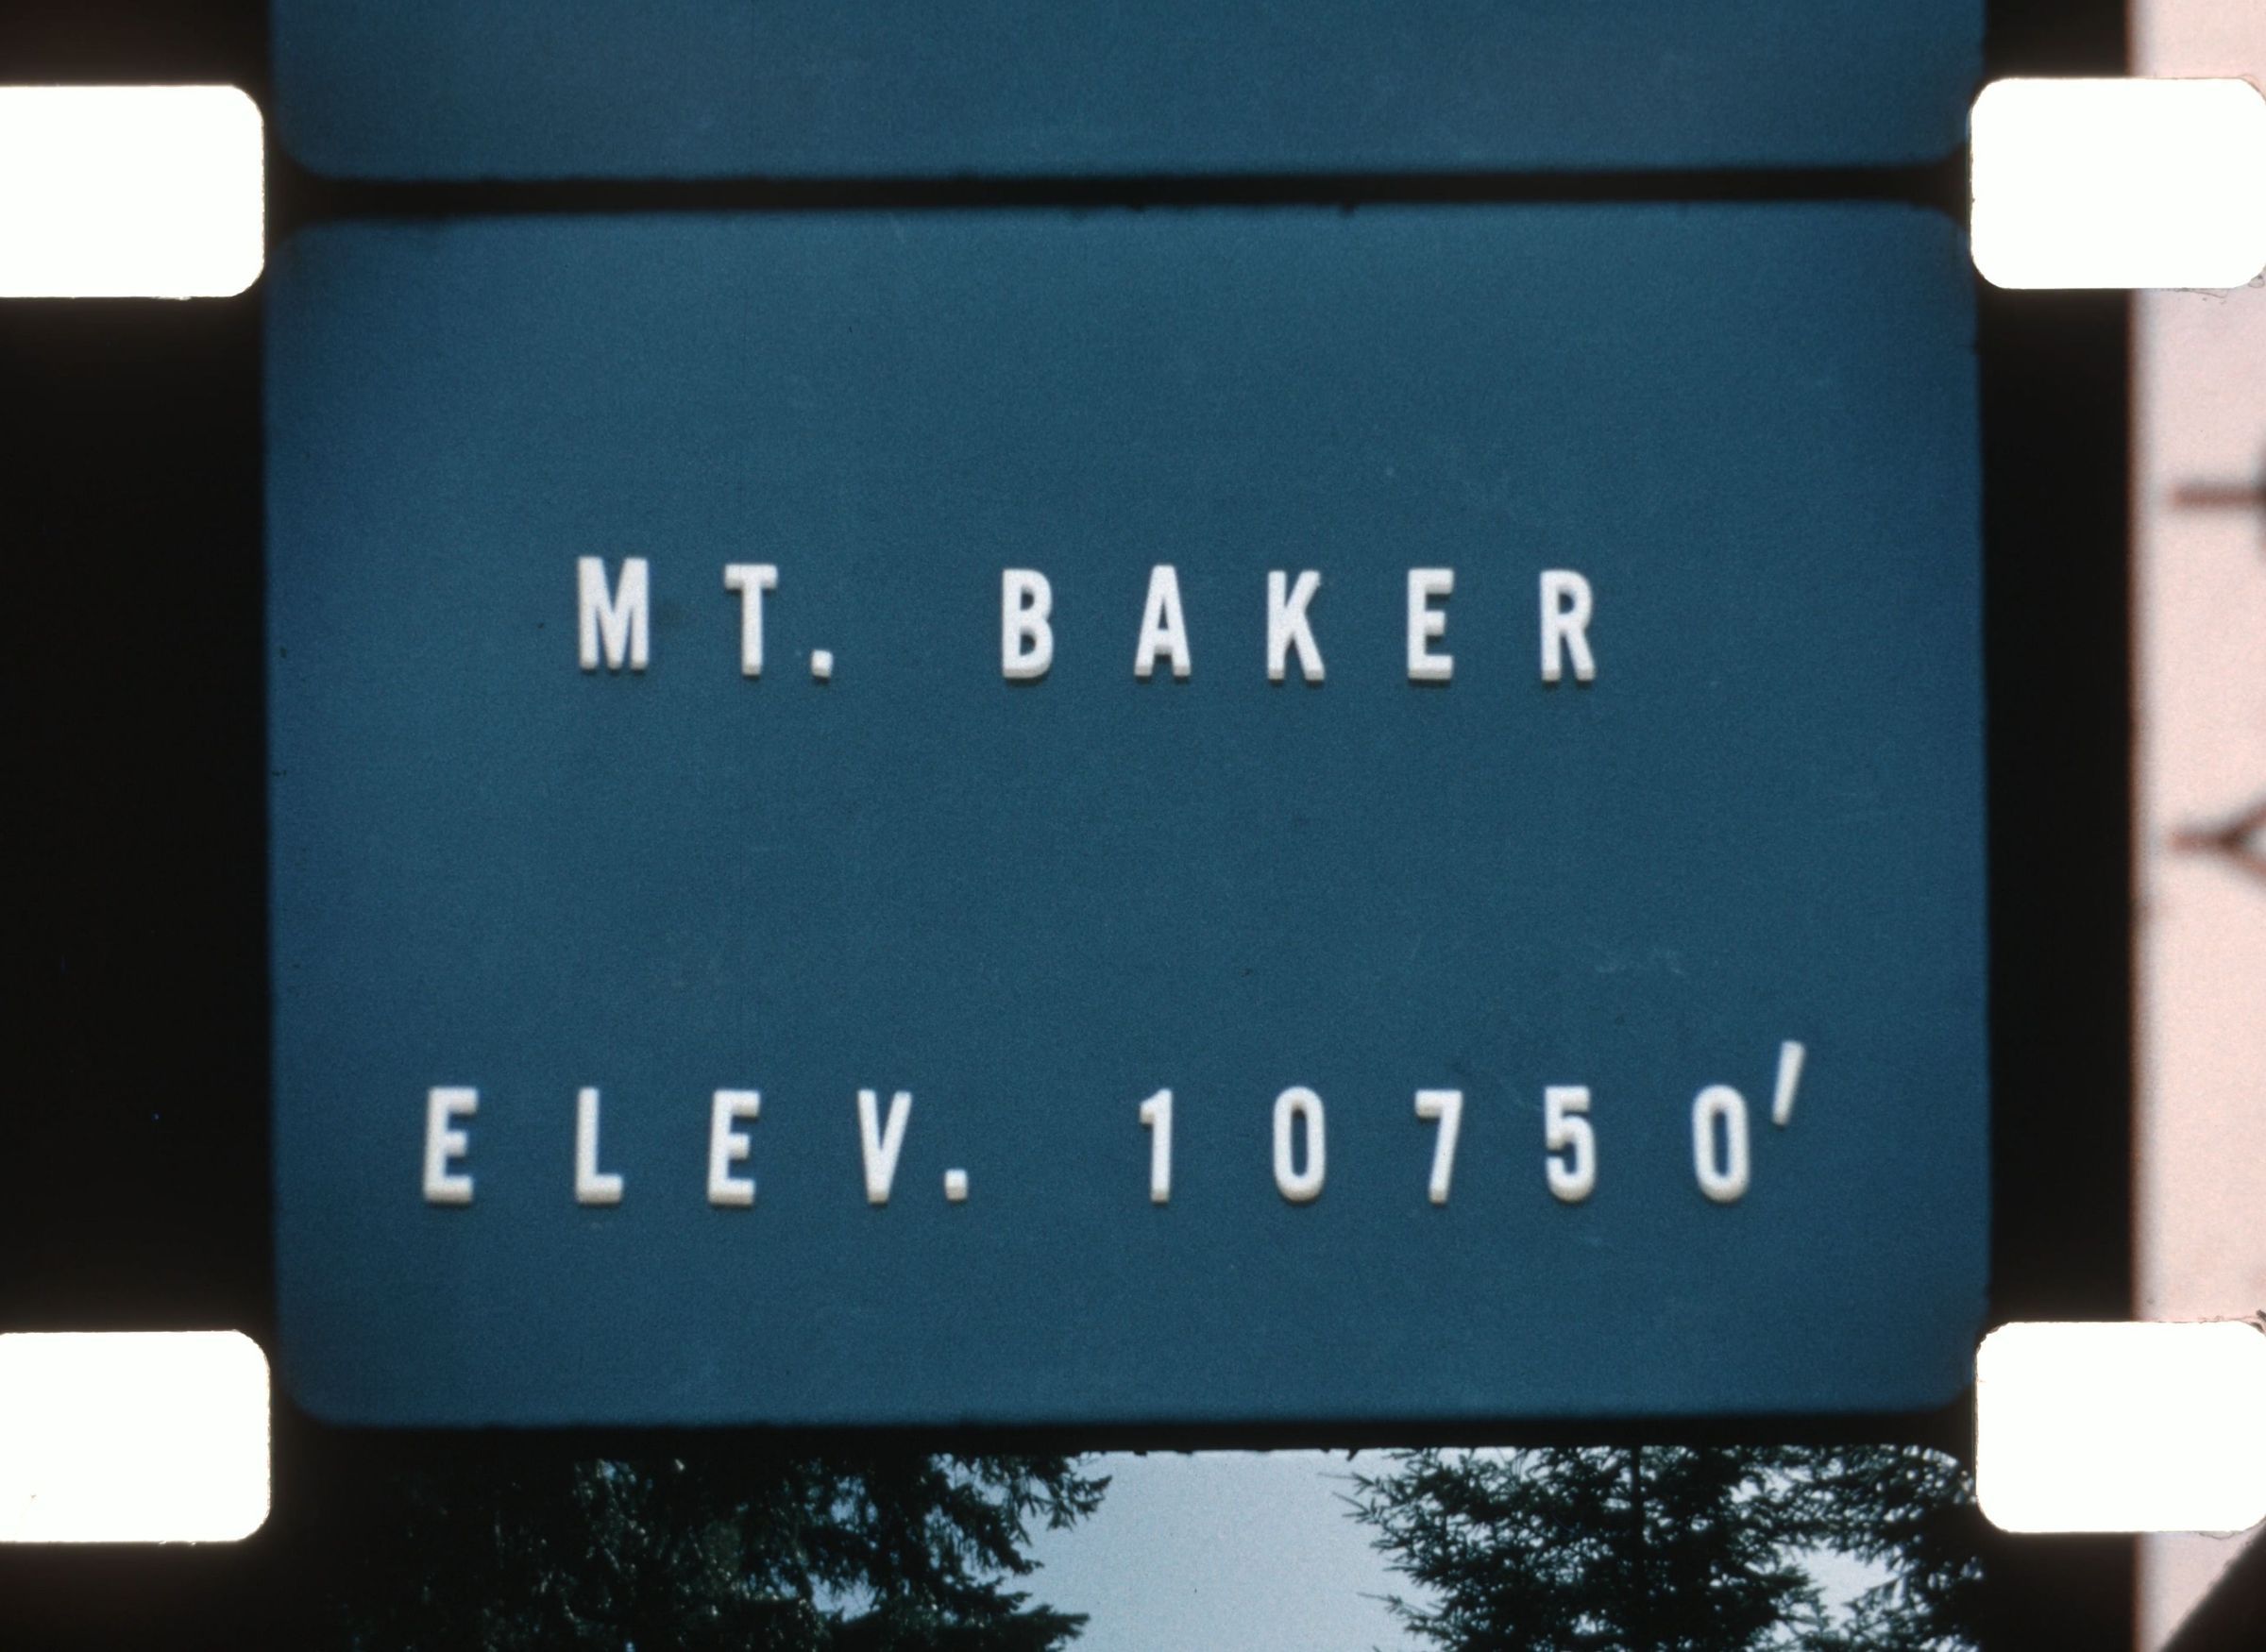 MT. BAKER
ELEV. 10750'